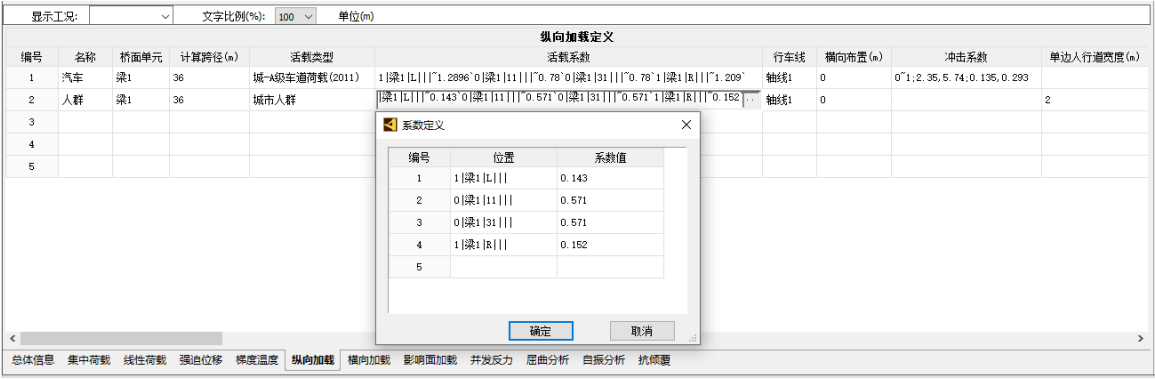 显示工况: 文字比例(%): 100 单位(m)
纵向加载定义
编号 名称 桥面单元 计算跨径(m) 活载类型 活载系数 行车线 横向布置(m) 冲击系数 单边人行道宽度(m)
1 汽车 梁1 36 城-A级车道荷载(2011) 1|梁1|L|||~1.2896`0|梁1|11|||~0.78`0|梁1|31|||~0.78`1|梁1|R|||~1.209` 轴线1 0 0~1;2.35,5.74;0.135,0.293
2 人群 梁1 36 城市人群 |梁1|L|||~0.143`0|梁1|11|||~0.571`0|梁1|31|||~0.571`1|梁1|R|||~0.152` .. 轴线1 0 2
3
4
5
系数定义
编号 位置 系数值
1 1|梁1|L||| 0.143
2 0|梁1|11||| 0.571
3 0|梁1|31||| 0.571
4 1|梁1|R||| 0.152
5
确定 取消
总体信息 集中荷载 线性荷载 强迫位移 梯度温度 纵向加载 横向加载 影响面加载 并发反力 屈曲分析 自振分析 抗倾覆